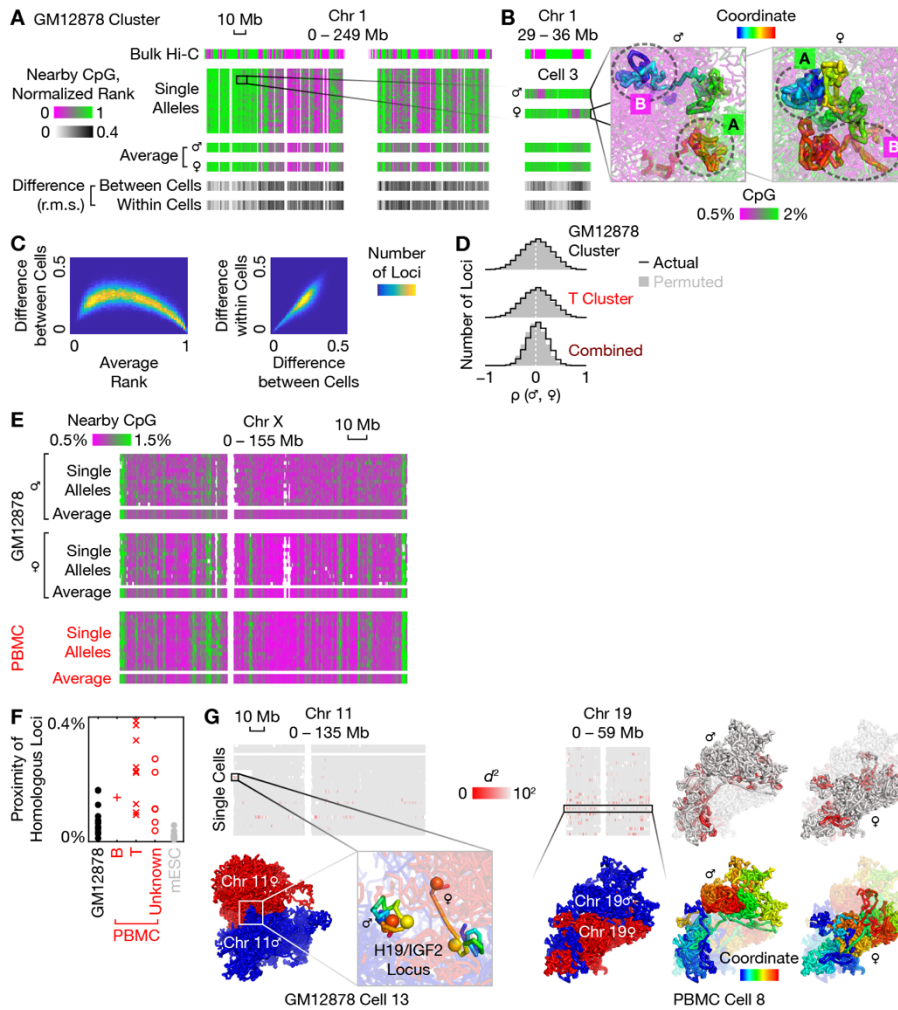 A GM12878 Cluster
10 Mb
Chr 1
0 – 249 Mb
Bulk Hi-C
Nearby CpG,
Normalized Rank
0 1
0 0.4
Single
Alleles
Average
♂
♀
Difference
(r.m.s.)
Between Cells
Within Cells
Chr 1
29 – 36 Mb
Cell 3
♂
♀
B
Coordinate
♂
♀
B
A
A
B
CpG
0.5% 2%
C
Difference
between Cells
0.5
0
0 1
Average
Rank
Difference
within Cells
0.5
0
0 0.5
Difference
between Cells
Number
of Loci
D
Number of Loci
GM12878
Cluster
T Cluster
Combined
Actual
Permuted
−1 0 1
ρ (♂, ♀)
E
Nearby CpG
0.5% 1.5%
Chr X
0 – 155 Mb
10 Mb
GM12878
♂
Single
Alleles
Average
♀
Single
Alleles
Average
PBMC
Single
Alleles
Average
F
Proximity of
Homologous Loci
0.4%
0%
GM12878
B
T
Unknown
mESC
PBMC
G
10 Mb
Chr 11
0 – 135 Mb
Single Cells
Chr 19
0 – 59 Mb
d²
0 10²
♂
♀
Chr 11♀
Chr 11♂
♂
♀
H19/IGF2
Locus
GM12878 Cell 13
Chr 19♂
Chr 19♀
♂
Coordinate
♀
PBMC Cell 8